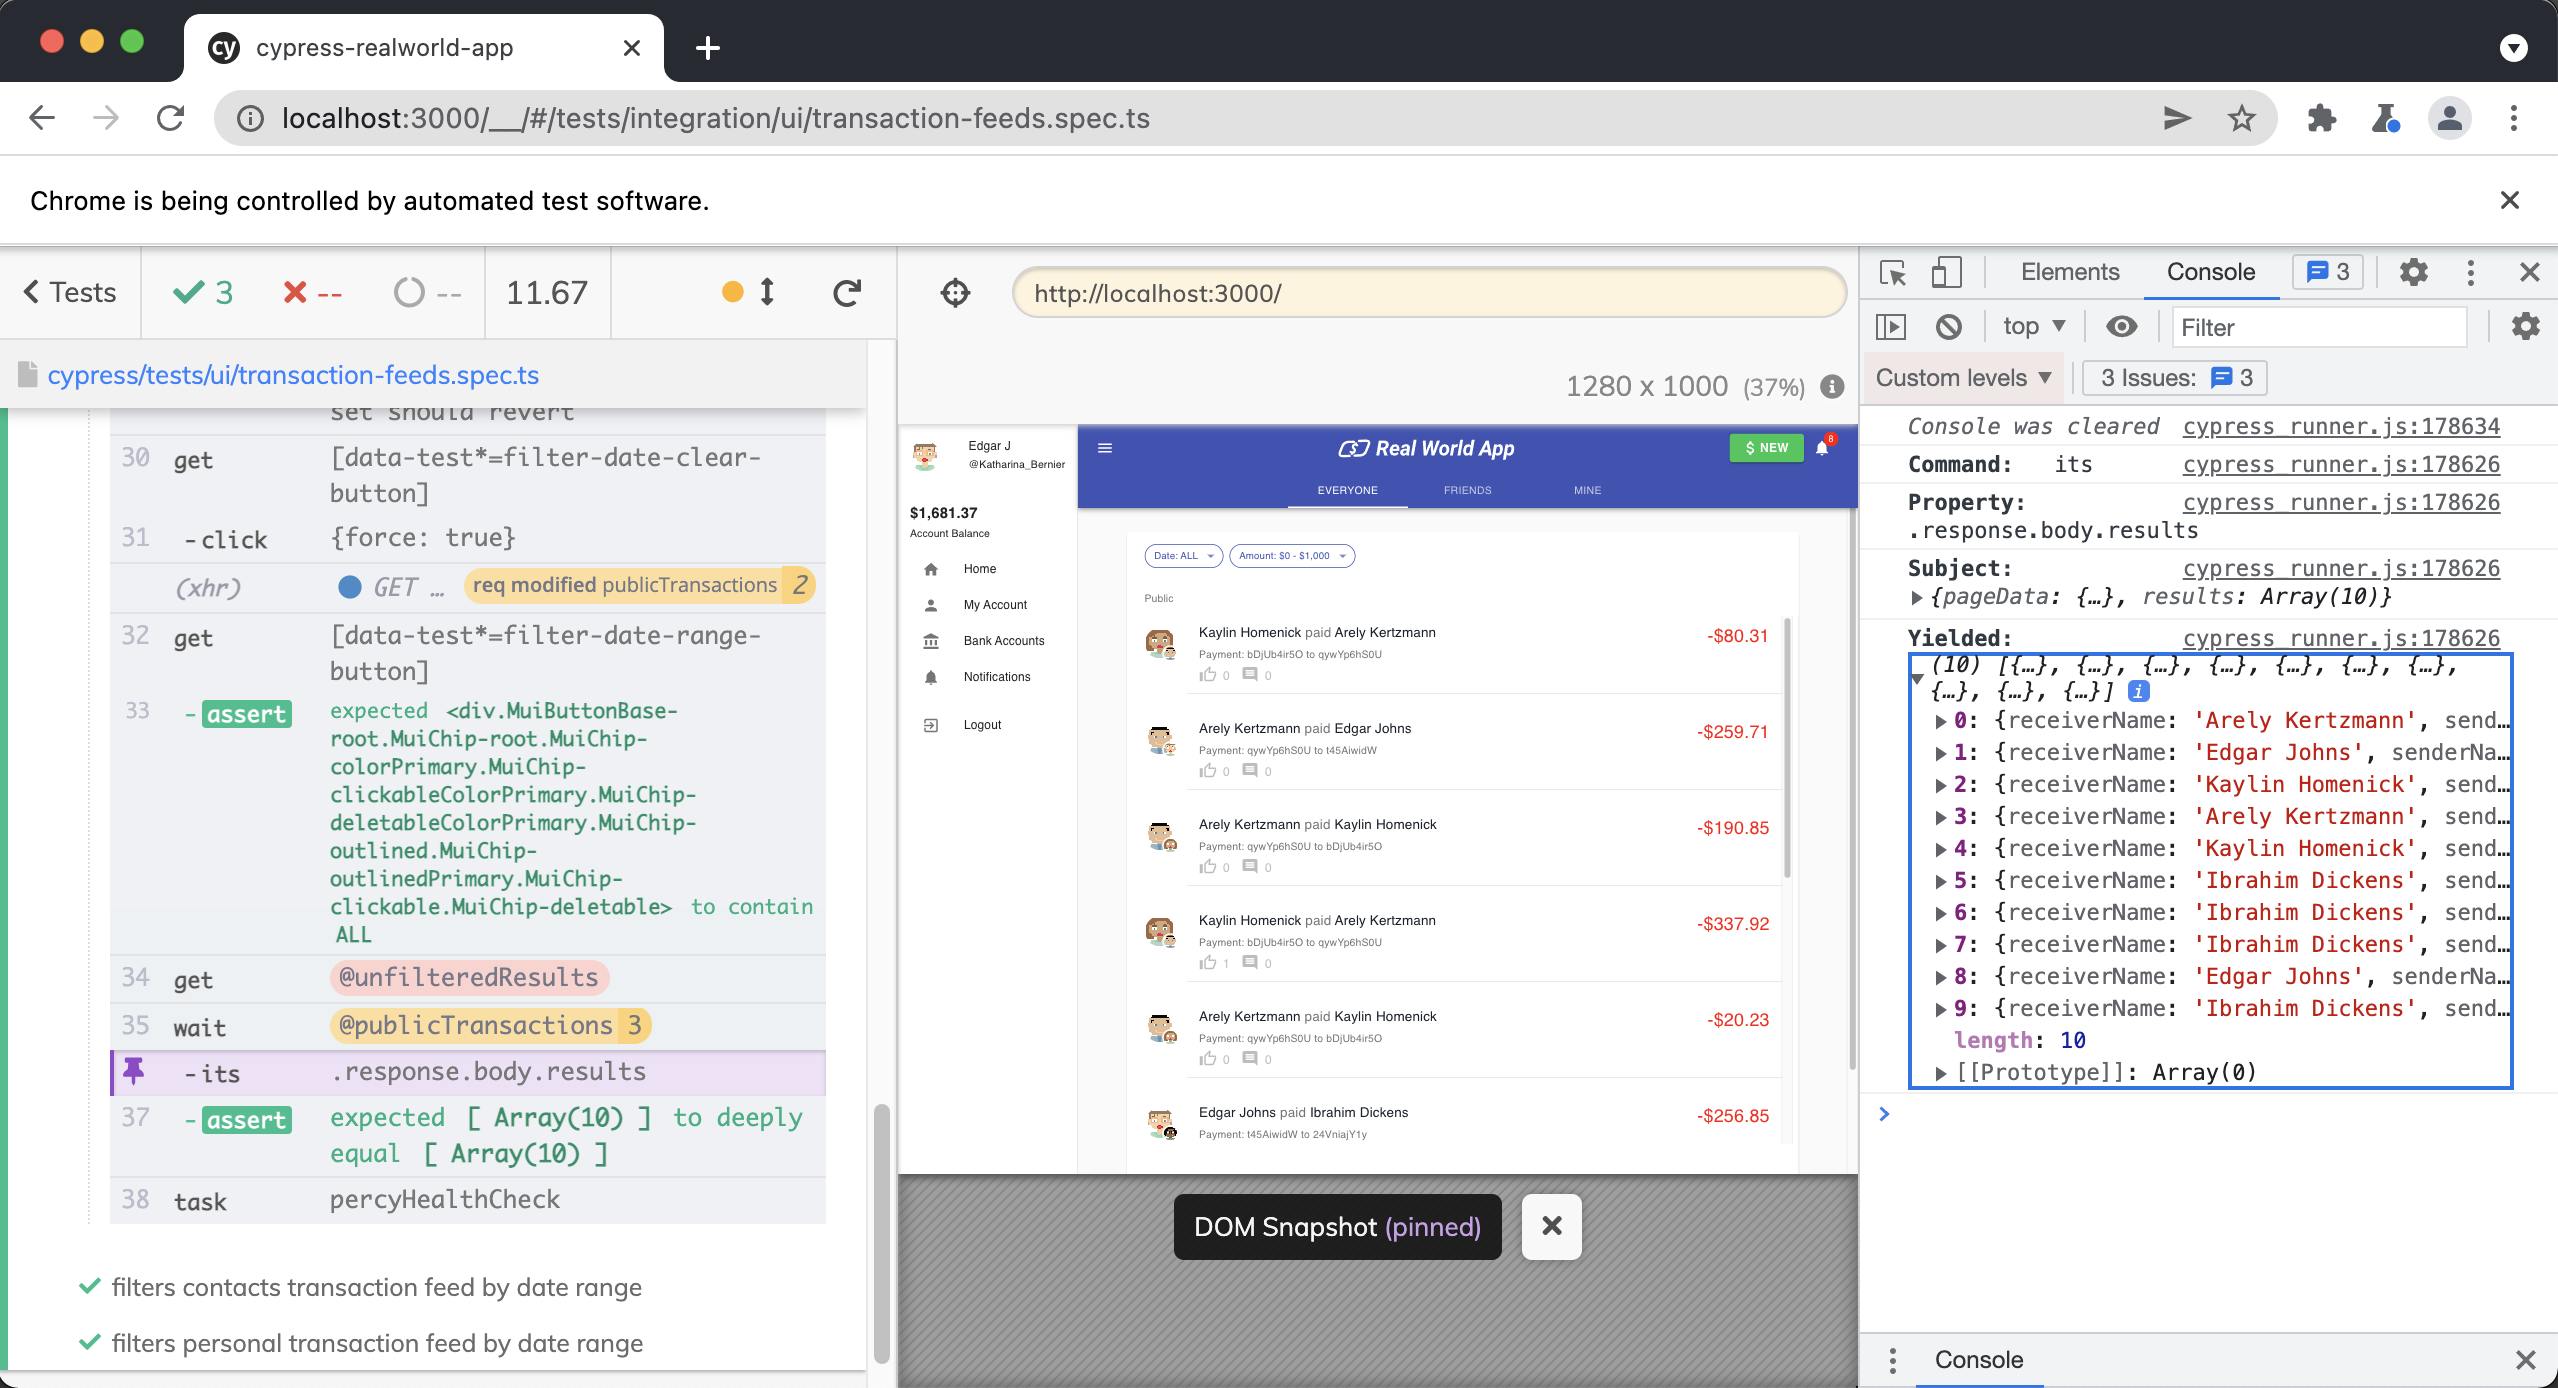 cy cypress-realworld-app
localhost:3000/__/#/tests/integration/ui/transaction-feeds.spec.ts
Chrome is being controlled by automated test software.
Tests
3
--
--
11.67
cypress/tests/ui/transaction-feeds.spec.ts
set should revert
30 get [data-test*=filter-date-clear-
button]
31 -click {force: true}
(xhr) GET … req modified publicTransactions 2
32 get [data-test*=filter-date-range-
button]
33 -assert expected <div.MuiButtonBase-
root.MuiChip-root.MuiChip-
colorPrimary.MuiChip-
clickableColorPrimary.MuiChip-
deletableColorPrimary.MuiChip-
outlined.MuiChip-
outlinedPrimary.MuiChip-
clickable.MuiChip-deletable> to contain
ALL
34 get @unfilteredResults
35 wait @publicTransactions 3
-its .response.body.results
37 -assert expected [ Array(10) ] to deeply
equal [ Array(10) ]
38 task percyHealthCheck
filters contacts transaction feed by date range
filters personal transaction feed by date range
http://localhost:3000/
1280 x 1000 (37%)
Edgar J
@Katharina_Bernier
$1,681.37
Account Balance
Home
My Account
Bank Accounts
Notifications
Logout
Real World App
$ NEW
8
EVERYONE FRIENDS MINE
Date: ALL
Amount: $0 - $1,000
Public
Kaylin Homenick paid Arely Kertzmann -$80.31
Payment: bDjUb4ir5O to qywYp6hS0U
0 0
Arely Kertzmann paid Edgar Johns -$259.71
Payment: qywYp6hS0U to t45AiwidW
0 0
Arely Kertzmann paid Kaylin Homenick -$190.85
Payment: qywYp6hS0U to bDjUb4ir5O
0 0
Kaylin Homenick paid Arely Kertzmann -$337.92
Payment: bDjUb4ir5O to qywYp6hS0U
1 0
Arely Kertzmann paid Kaylin Homenick -$20.23
Payment: qywYp6hS0U to bDjUb4ir5O
0 0
Edgar Johns paid Ibrahim Dickens -$256.85
Payment: t45AiwidW to 24VniajY1y
DOM Snapshot (pinned)
Elements Console 3
top Filter
Custom levels 3 Issues: 3
Console was cleared cypress_runner.js:178634
Command: its cypress_runner.js:178626
Property: cypress_runner.js:178626
.response.body.results
Subject: cypress_runner.js:178626
{pageData: {…}, results: Array(10)}
Yielded: cypress_runner.js:178626
(10) [{…}, {…}, {…}, {…}, {…}, {…}, {…},
{…}, {…}, {…}] i
0: {receiverName: 'Arely Kertzmann', send…
1: {receiverName: 'Edgar Johns', senderNa…
2: {receiverName: 'Kaylin Homenick', send…
3: {receiverName: 'Arely Kertzmann', send…
4: {receiverName: 'Kaylin Homenick', send…
5: {receiverName: 'Ibrahim Dickens', send…
6: {receiverName: 'Ibrahim Dickens', send…
7: {receiverName: 'Ibrahim Dickens', send…
8: {receiverName: 'Edgar Johns', senderNa…
9: {receiverName: 'Ibrahim Dickens', send…
length: 10
[[Prototype]]: Array(0)
Console